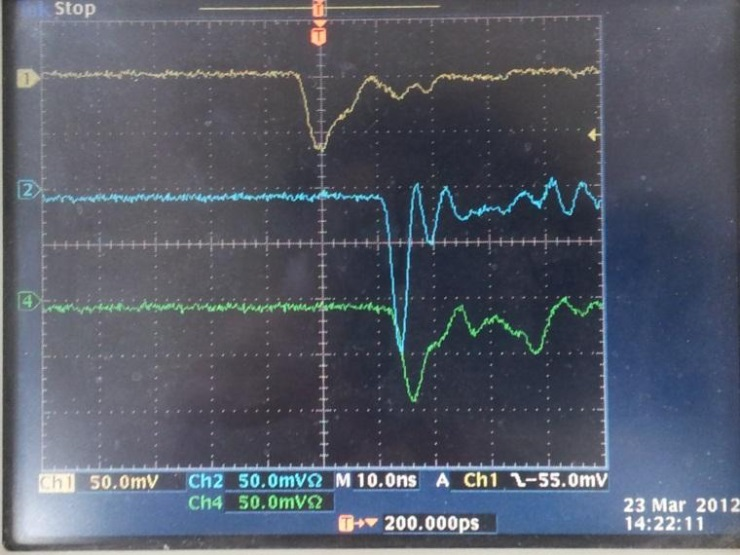 Tek Stop
T
T
1
2
4
Ch1 50.0mV Ch2 50.0mVΩ M 10.0ns A Ch1 -55.0mV
Ch4 50.0mVΩ
T 200.000ps
23 Mar 2012
14:22:11